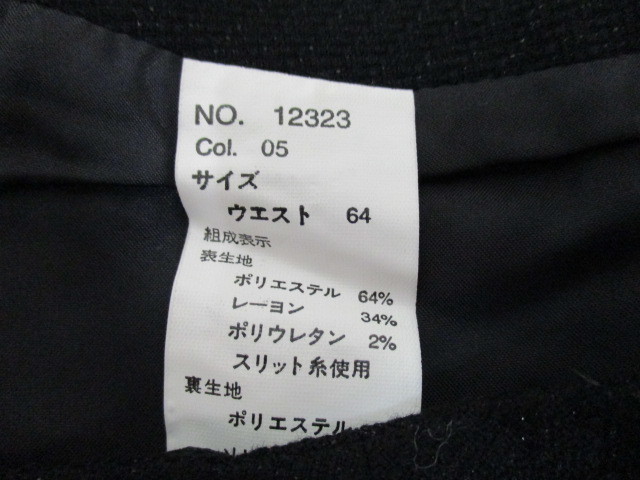 NO. 12323
Col. 05
サイズ
ウエスト 64
組成表示
表生地
ポリエステル 64%
レーヨン 34%
ポリウレタン 2%
スリット糸使用
裏生地
ポリエステル